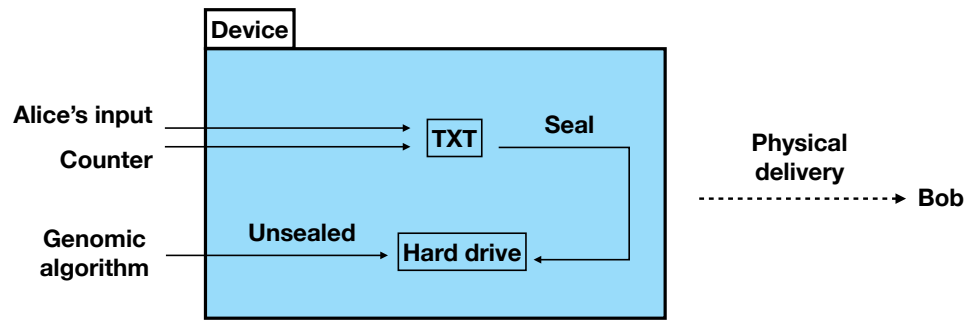 Device
Alice’s input
Counter
TXT
Seal
Physical
delivery
Bob
Genomic
algorithm
Unsealed
Hard drive